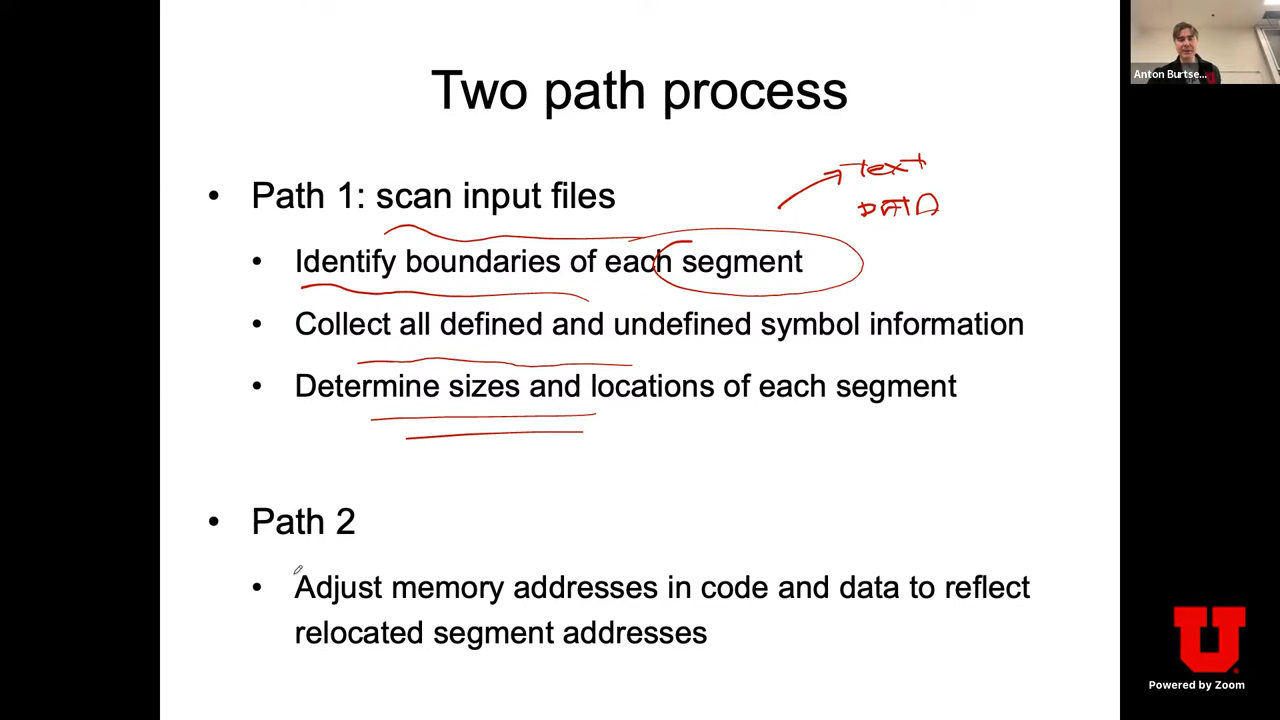 Two path process
Anton Burtse...
• Path 1: scan input files
Text
DATA
• Identify boundaries of each segment
• Collect all defined and undefined symbol information
• Determine sizes and locations of each segment
• Path 2
• Adjust memory addresses in code and data to reflect
relocated segment addresses
U
Powered by Zoom